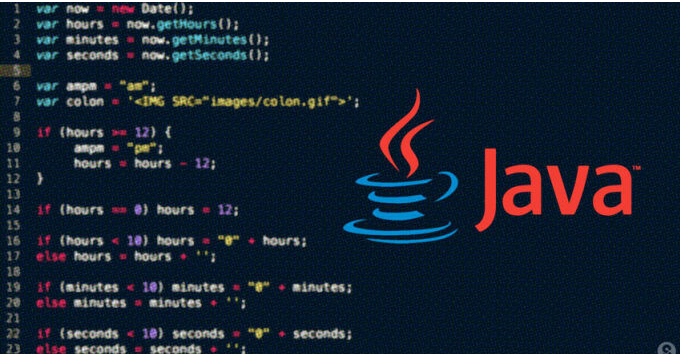 1 var now = new Date();
2 var hours = now.getHours();
3 var minutes = now.getMinutes();
4 var seconds = now.getSeconds();
5
6 var ampm = "am";
7 var colon = '<IMG SRC="images/colon.gif">';
8
9 if (hours >= 12) {
10 ampm = "pm";
11 hours = hours - 12;
12 }
13
14 if (hours == 0) hours = 12;
15
16 if (hours < 10) hours = "0" + hours;
17 else hours = hours + '';
18
19 if (minutes < 10) minutes = "0" + minutes;
20 else minutes = minutes + '';
21
22 if (seconds < 10) seconds = "0" + seconds;
23 else seconds = seconds + '';
Java™